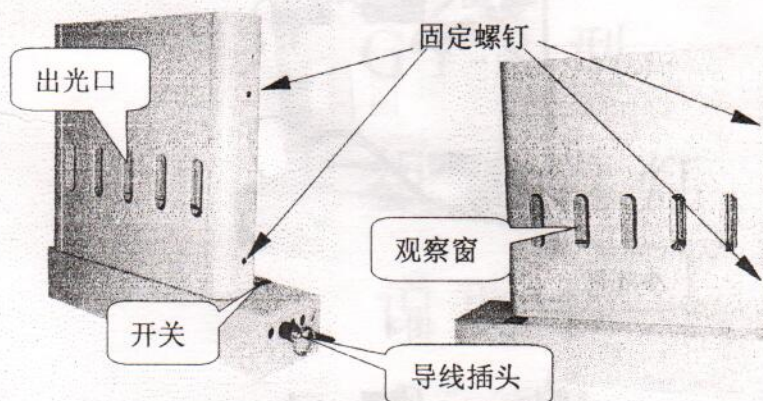 固定螺钉
出光口
观察窗
开关
导线插头